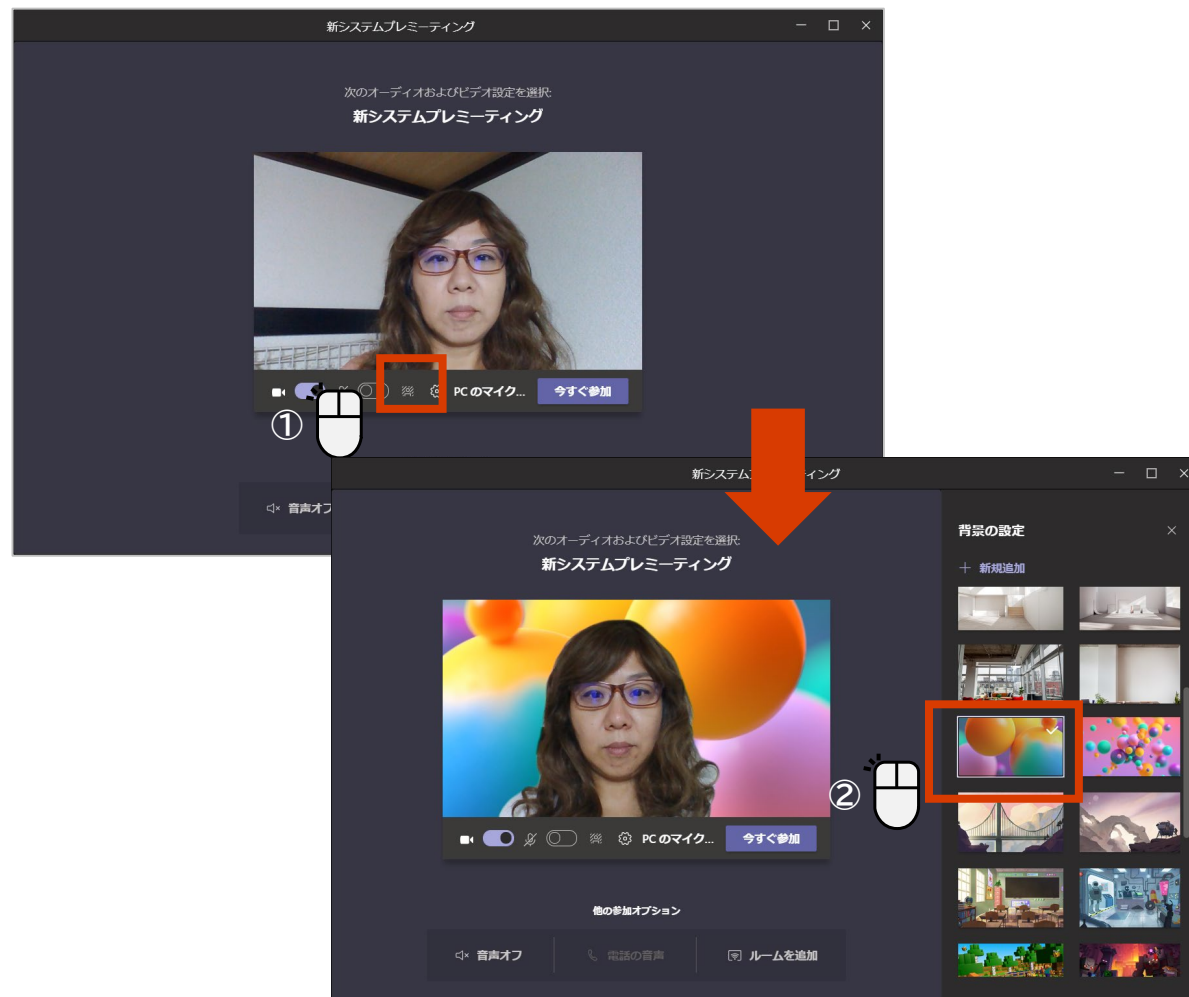 新システムプレミーティング
次のオーディオおよびビデオ設定を選択:
新システムプレミーティング
PC のマイク...
今すぐ参加
①
音声オフ
新システム
ーティング
次のオーディオおよびビデオ設定を選択:
新システムプレミーティング
背景の設定
新規追加
②
PC のマイク...
今すぐ参加
他の参加オプション
音声オフ
電話の音声
ルームを追加